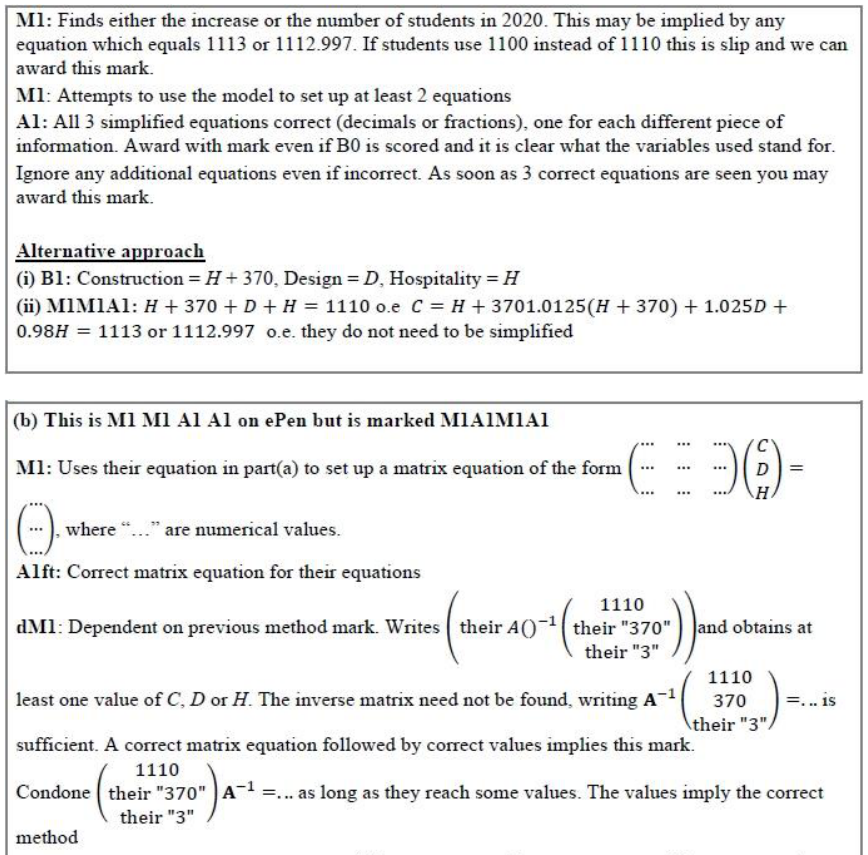 M1: Finds either the increase or the number of students in 2020. This may be implied by any
equation which equals 1113 or 1112.997. If students use 1100 instead of 1110 this is slip and we can
award this mark.
M1: Attempts to use the model to set up at least 2 equations
A1: All 3 simplified equations correct (decimals or fractions), one for each different piece of
information. Award with mark even if B0 is scored and it is clear what the variables used stand for.
Ignore any additional equations even if incorrect. As soon as 3 correct equations are seen you may
award this mark.
Alternative approach
(i) B1: Construction = H + 370, Design = D, Hospitality = H
(ii) M1M1A1: H + 370 + D + H = 1110 o.e C = H + 3701.0125(H + 370) + 1.025D +
0.98H = 1113 or 1112.997 o.e. they do not need to be simplified
(b) This is M1 M1 A1 A1 on ePen but is marked M1A1M1A1
M1: Uses their equation in part(a) to set up a matrix equation of the form (... ... ... ... ... ... ... ... ...) (C D H) =
(... ... ...), where "…" are numerical values.
A1ft: Correct matrix equation for their equations
dM1: Dependent on previous method mark. Writes (their A()⁻¹ (1110 their "370" their "3")) and obtains at
least one value of C, D or H. The inverse matrix need not be found, writing A⁻¹ (1110 370 their "3") =… is
sufficient. A correct matrix equation followed by correct values implies this mark.
Condone (1110 their "370" their "3") A⁻¹ =… as long as they reach some values. The values imply the correct
method